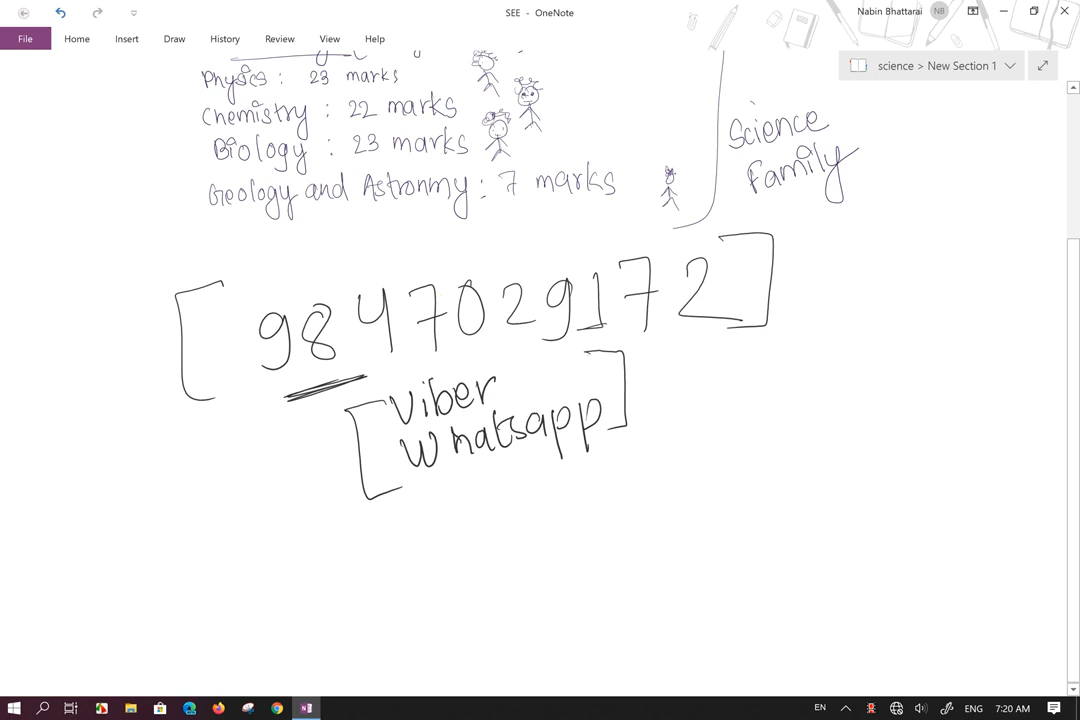 SEE - OneNote
Nabin Bhattarai NB
File Home Insert Draw History Review View Help
science > New Section 1
Physics : 23 marks
Chemistry : 22 marks
Biology : 23 marks
Geology and Astronmy : 7 marks
Science
Family
[9847029172]
[Viber
Whatsapp]
EN ENG 7:20 AM